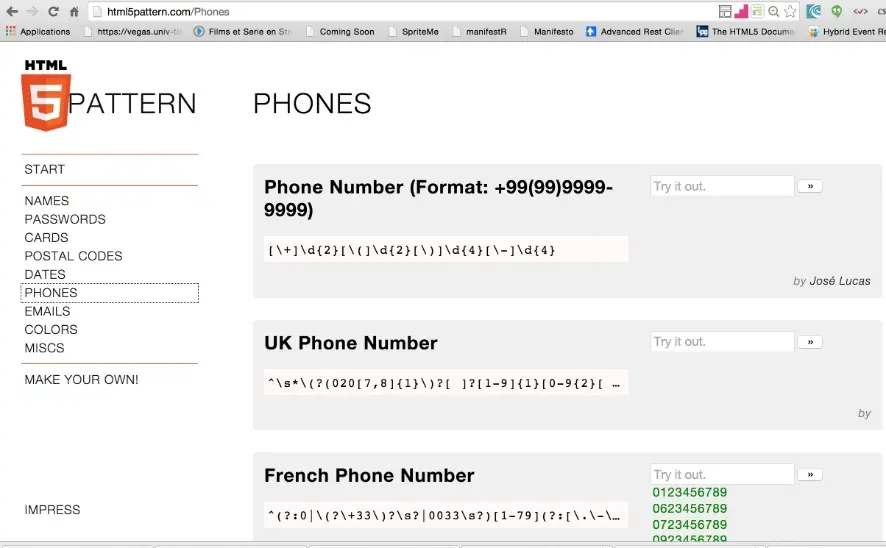 html5pattern.com/Phones
Applications https://vegas.univ-ti Films et Serie en Str Coming Soon SpriteMe manifestR Manifesto Advanced Rest Clien The HTML5 Docume Hybrid Event Re
HTML
5 PATTERN
START
NAMES
PASSWORDS
CARDS
POSTAL CODES
DATES
PHONES
EMAILS
COLORS
MISCS
MAKE YOUR OWN!
IMPRESS
PHONES
Phone Number (Format: +99(99)9999-
9999)
[\+]\d{2}[\(]\d{2}[\)]\d{4}[\-]\d{4}
Try it out. »
by José Lucas
UK Phone Number
^\s*\(?(020[7,8]{1}\)?[ ]?[1-9]{1}[0-9{2}[ …
Try it out. »
by
French Phone Number
^(?:0|\(?\+33\)?\s?|0033\s?)[1-79](?:[\.\-\…
Try it out. »
0123456789
0623456789
0723456789
0923456789